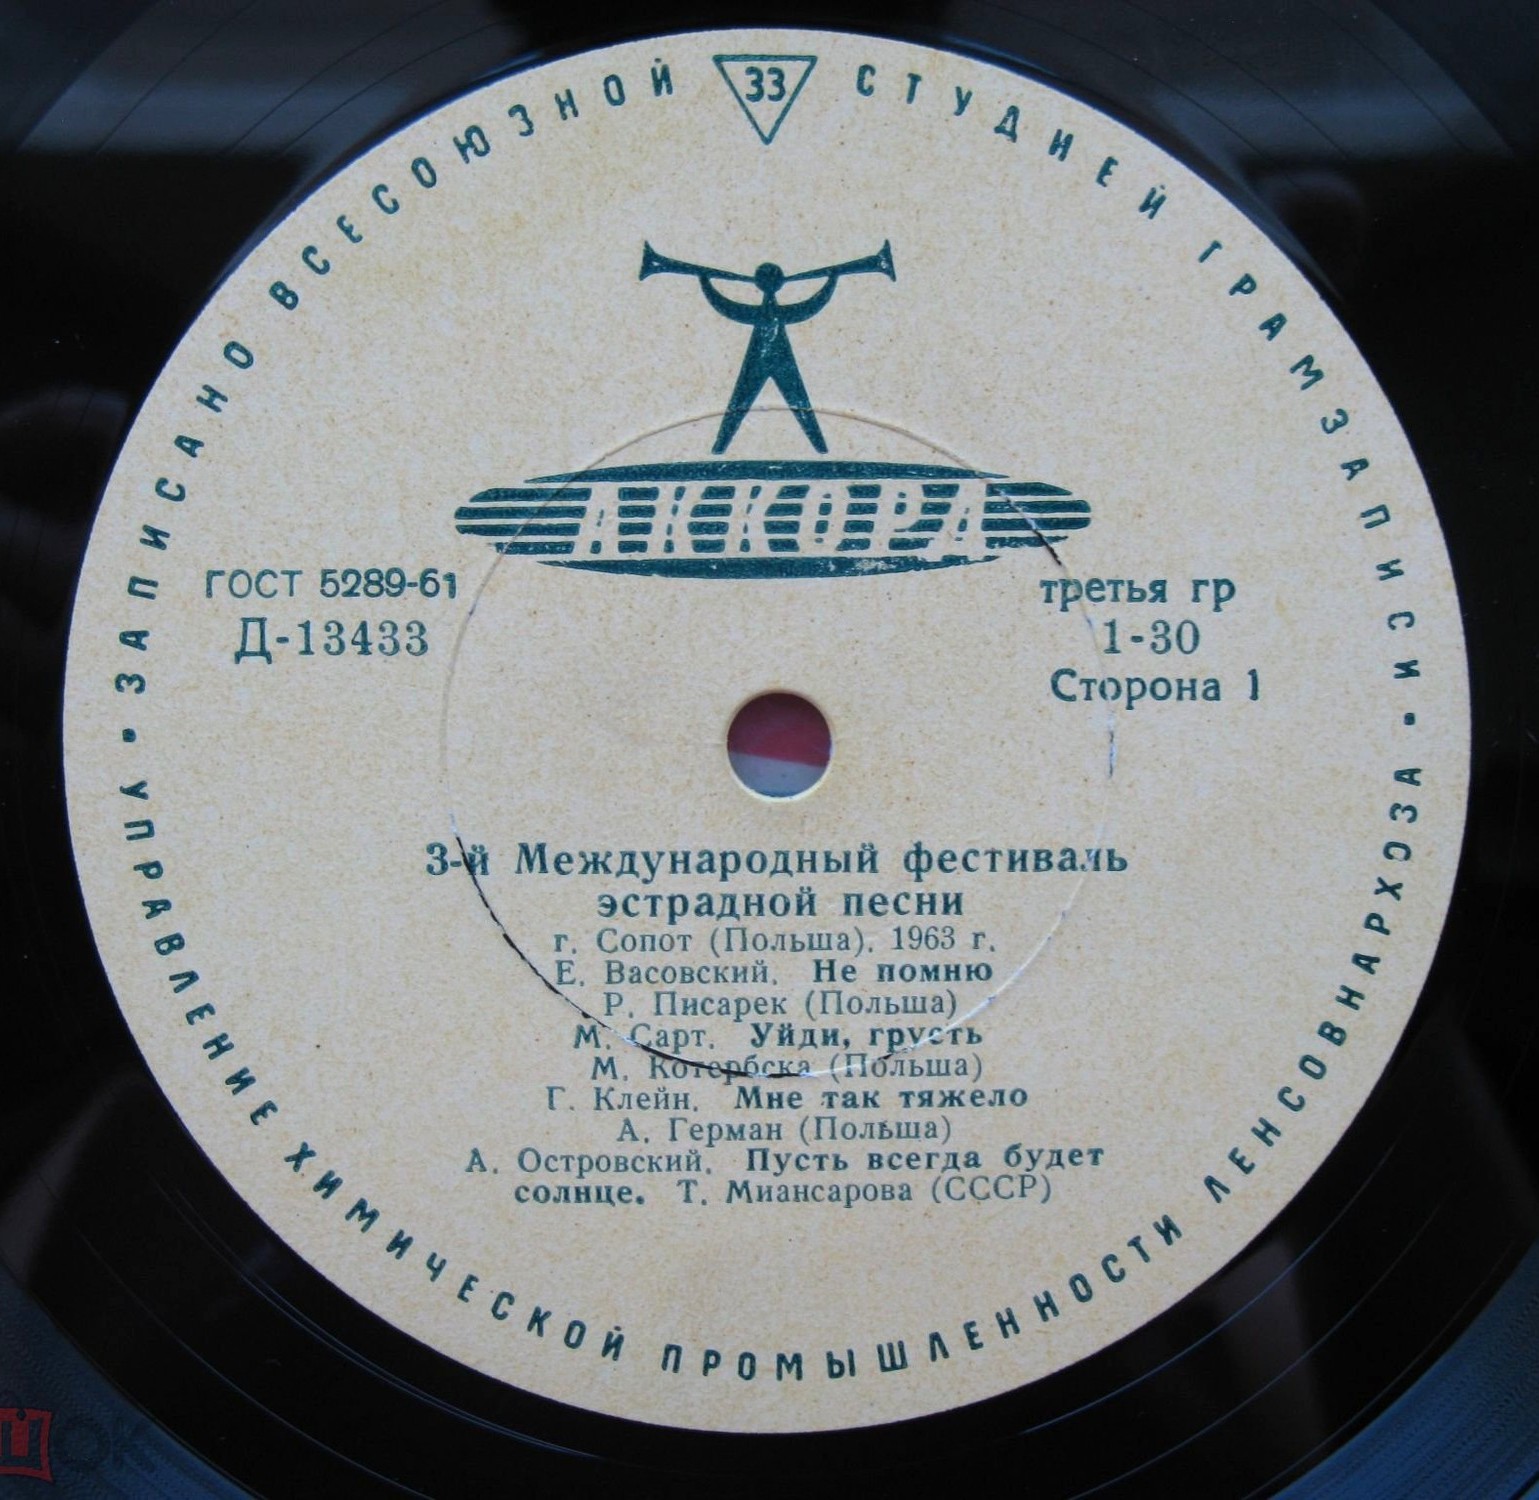 ЗАПИСАНО ВСЕСОЮЗНОЙ СТУДИЕЙ ГРАМЗАПИСИ •
33
АККОРД
ГОСТ 5289-61
Д-13433
третья гр
1-30
Сторона 1
3-й Международный фестиваль
эстрадной песни
г. Сопот (Польша). 1963 г.
Е. Васовский. Не помню
Р. Писарек (Польша)
М. Сарт. Уйди, грусть
М. Котербска (Польша)
Г. Клейн. Мне так тяжело
А. Герман (Польша)
А. Островский. Пусть всегда будет
солнце. Т. Миансарова (СССР)
УПРАВЛЕНИЕ ХИМИЧЕСКОЙ ПРОМЫШЛЕННОСТИ ЛЕНСОВНАРХОЗА •